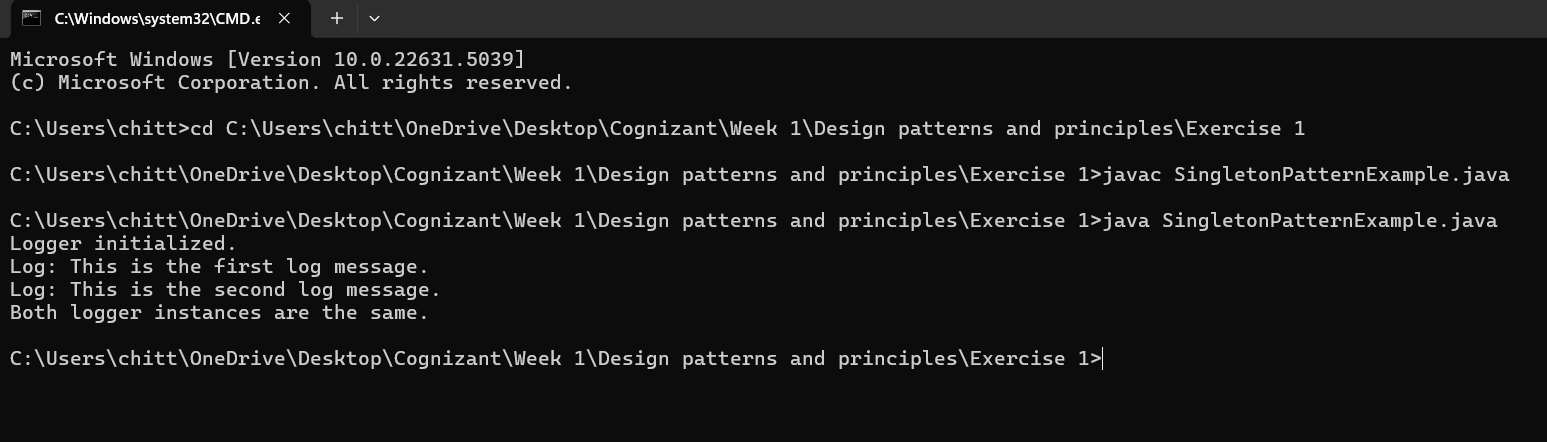 C:\Windows\system32\CMD.e
Microsoft Windows [Version 10.0.22631.5039]
(c) Microsoft Corporation. All rights reserved.
C:\Users\chitt>cd C:\Users\chitt\OneDrive\Desktop\Cognizant\Week 1\Design patterns and principles\Exercise 1
C:\Users\chitt\OneDrive\Desktop\Cognizant\Week 1\Design patterns and principles\Exercise 1>javac SingletonPatternExample.java
C:\Users\chitt\OneDrive\Desktop\Cognizant\Week 1\Design patterns and principles\Exercise 1>java SingletonPatternExample.java
Logger initialized.
Log: This is the first log message.
Log: This is the second log message.
Both logger instances are the same.
C:\Users\chitt\OneDrive\Desktop\Cognizant\Week 1\Design patterns and principles\Exercise 1>